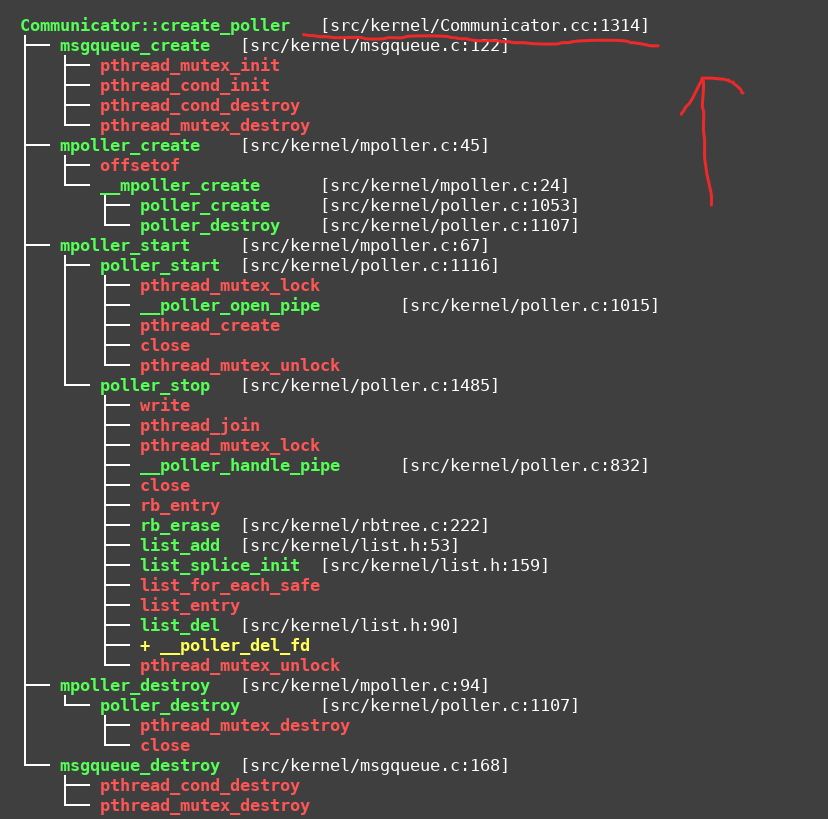 Communicator::create_poller [src/kernel/Communicator.cc:1314]
msgqueue_create [src/kernel/msgqueue.c:122]
pthread_mutex_init
pthread_cond_init
pthread_cond_destroy
pthread_mutex_destroy
mpoller_create [src/kernel/mpoller.c:45]
offsetof
__mpoller_create [src/kernel/mpoller.c:24]
poller_create [src/kernel/poller.c:1053]
poller_destroy [src/kernel/poller.c:1107]
mpoller_start [src/kernel/mpoller.c:67]
poller_start [src/kernel/poller.c:1116]
pthread_mutex_lock
__poller_open_pipe [src/kernel/poller.c:1015]
pthread_create
close
pthread_mutex_unlock
poller_stop [src/kernel/poller.c:1485]
write
pthread_join
pthread_mutex_lock
__poller_handle_pipe [src/kernel/poller.c:832]
close
rb_entry
rb_erase [src/kernel/rbtree.c:222]
list_add [src/kernel/list.h:53]
list_splice_init [src/kernel/list.h:159]
list_for_each_safe
list_entry
list_del [src/kernel/list.h:90]
+ __poller_del_fd
pthread_mutex_unlock
mpoller_destroy [src/kernel/mpoller.c:94]
poller_destroy [src/kernel/poller.c:1107]
pthread_mutex_destroy
close
msgqueue_destroy [src/kernel/msgqueue.c:168]
pthread_cond_destroy
pthread_mutex_destroy